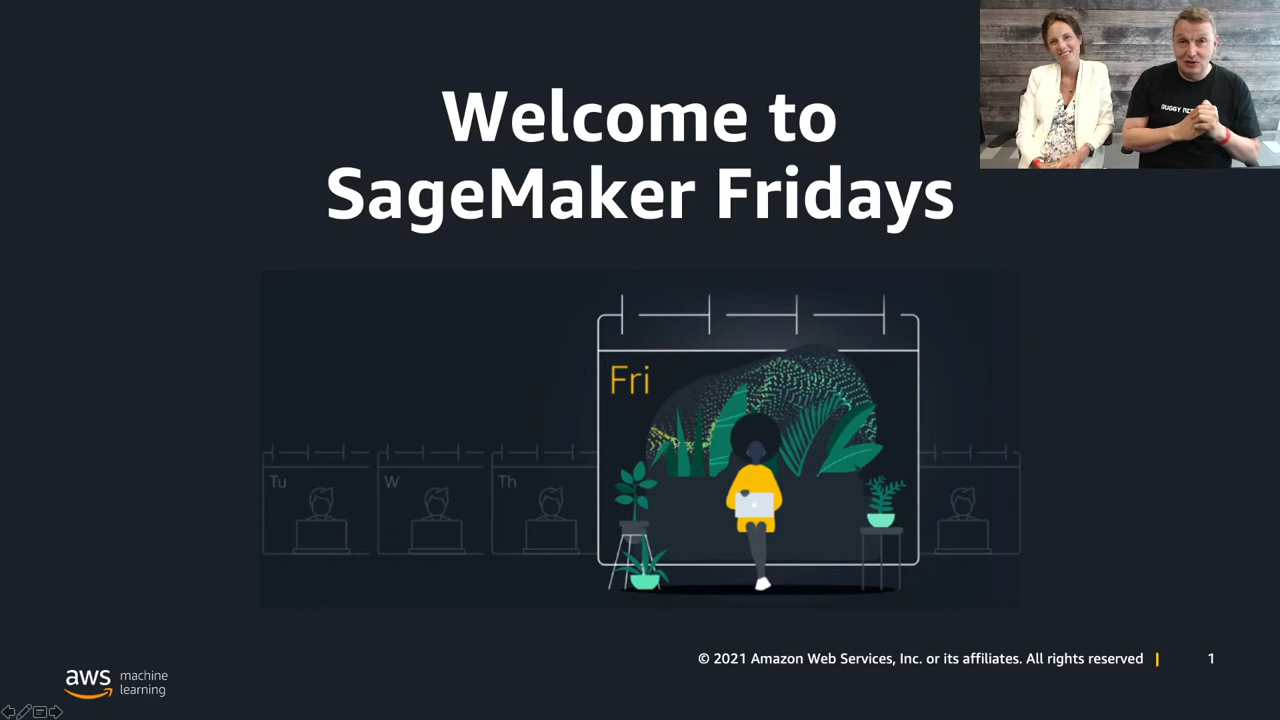 Welcome to
SageMaker Fridays
Fri
Tu
W
Th
aws machine
learning
© 2021 Amazon Web Services, Inc. or its affiliates. All rights reserved
1